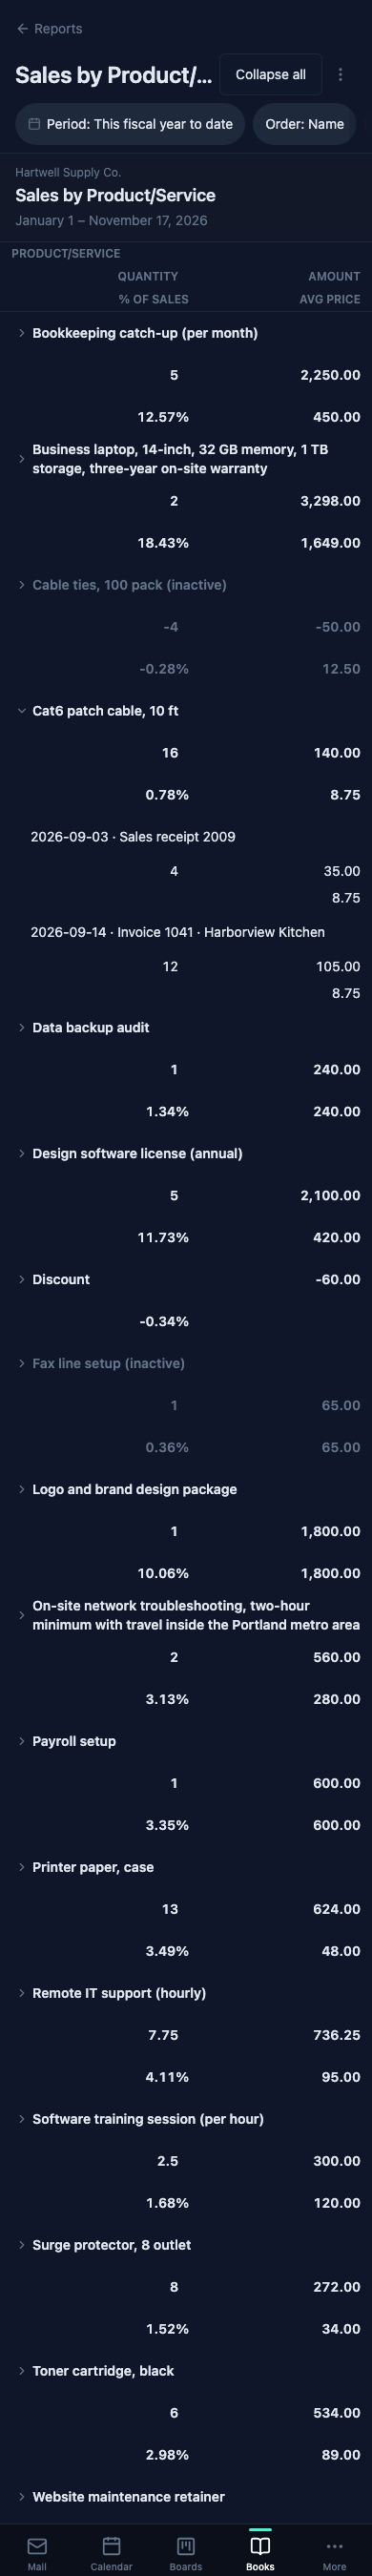 Reports
Sales by Product/...
Collapse all
Period: This fiscal year to date
Order: Name
Hartwell Supply Co.
Sales by Product/Service
January 1 – November 17, 2026
PRODUCT/SERVICE
QUANTITY AMOUNT
% OF SALES AVG PRICE
Bookkeeping catch-up (per month)
5 2,250.00
12.57% 450.00
Business laptop, 14-inch, 32 GB memory, 1 TB
storage, three-year on-site warranty
2 3,298.00
18.43% 1,649.00
Cable ties, 100 pack (inactive)
-4 -50.00
-0.28% 12.50
Cat6 patch cable, 10 ft
16 140.00
0.78% 8.75
2026-09-03 · Sales receipt 2009
4 35.00
8.75
2026-09-14 · Invoice 1041 · Harborview Kitchen
12 105.00
8.75
Data backup audit
1 240.00
1.34% 240.00
Design software license (annual)
5 2,100.00
11.73% 420.00
Discount -60.00
-0.34%
Fax line setup (inactive)
1 65.00
0.36% 65.00
Logo and brand design package
1 1,800.00
10.06% 1,800.00
On-site network troubleshooting, two-hour
minimum with travel inside the Portland metro area
2 560.00
3.13% 280.00
Payroll setup
1 600.00
3.35% 600.00
Printer paper, case
13 624.00
3.49% 48.00
Remote IT support (hourly)
7.75 736.25
4.11% 95.00
Software training session (per hour)
2.5 300.00
1.68% 120.00
Surge protector, 8 outlet
8 272.00
1.52% 34.00
Toner cartridge, black
6 534.00
2.98% 89.00
Website maintenance retainer
Mail Calendar Boards Books More